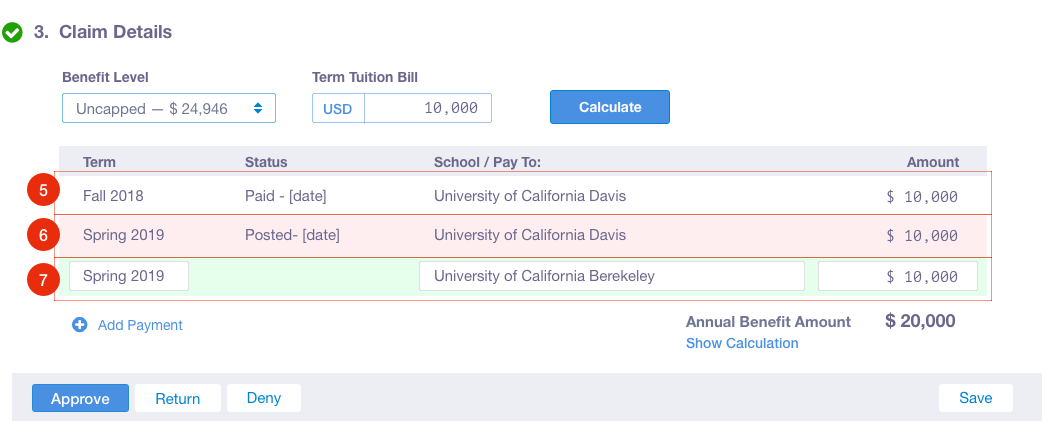 3. Claim Details
Benefit Level Term Tuition Bill
Uncapped — $ 24,946 USD 10,000 Calculate
Term Status School / Pay To: Amount
5 Fall 2018 Paid - [date] University of California Davis $ 10,000
6 Spring 2019 Posted- [date] University of California Davis $ 10,000
7 Spring 2019 University of California Berekeley $ 10,000
Add Payment Annual Benefit Amount $ 20,000
Show Calculation
Approve Return Deny Save